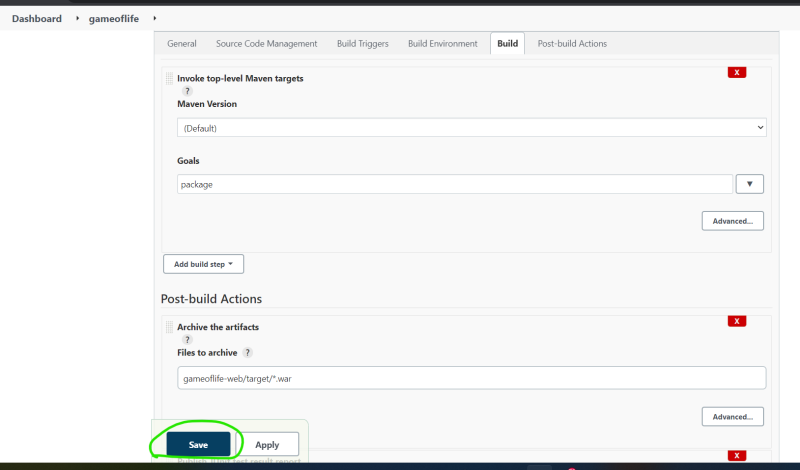 Dashboard gameoflife
General Source Code Management Build Triggers Build Environment Build Post-build Actions
X
Invoke top-level Maven targets
?
Maven Version
(Default)
Goals
package
Advanced...
Add build step
Post-build Actions
X
Archive the artifacts
?
Files to archive ?
gameoflife-web/target/*.war
Advanced...
Save Apply
X